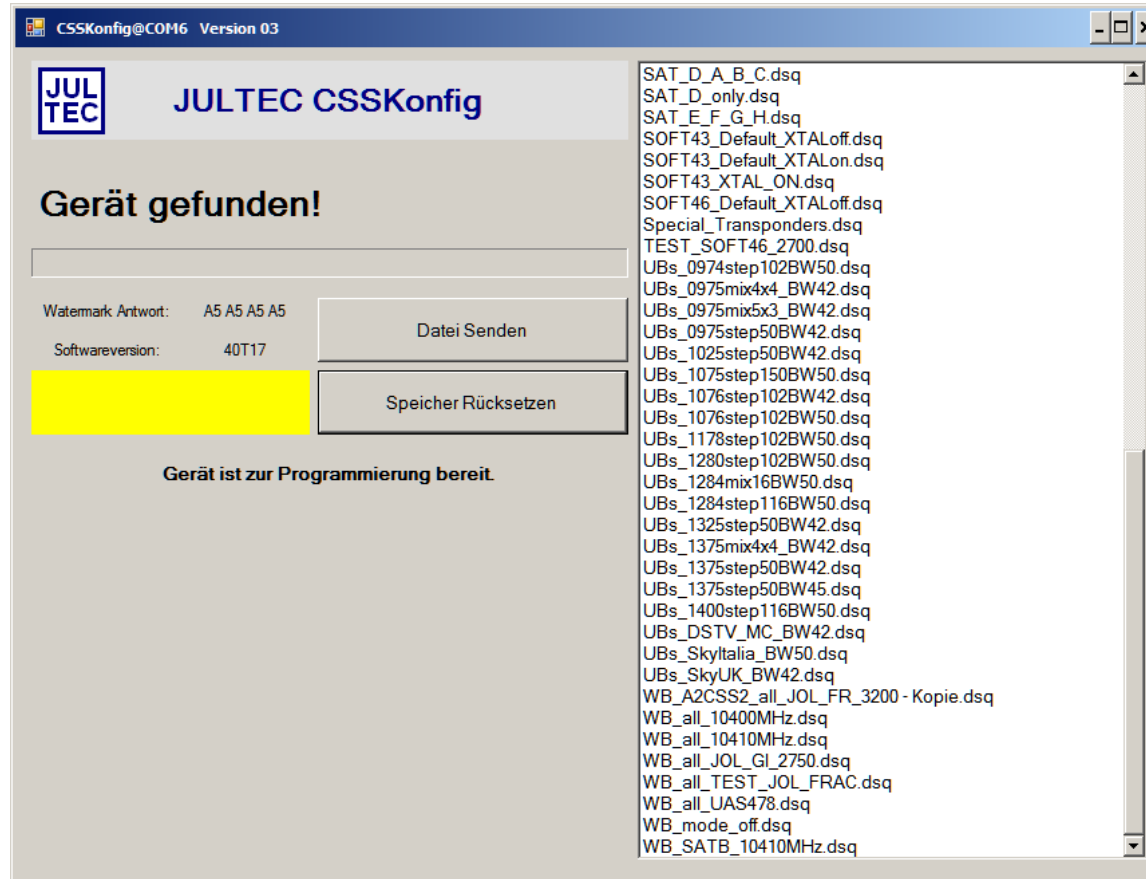 CSSKonfig@COM6 Version 03
JUL
TEC
JULTEC CSSKonfig
Gerät gefunden!
Watermark Antwort: A5 A5 A5 A5
Softwareversion: 40T17
Datei Senden
Speicher Rücksetzen
Gerät ist zur Programmierung bereit.
SAT_D_A_B_C.dsq
SAT_D_only.dsq
SAT_E_F_G_H.dsq
SOFT43_Default_XTALoff.dsq
SOFT43_Default_XTALon.dsq
SOFT43_XTAL_ON.dsq
SOFT46_Default_XTALoff.dsq
Special_Transponders.dsq
TEST_SOFT46_2700.dsq
UBs_0974step102BW50.dsq
UBs_0975mix4x4_BW42.dsq
UBs_0975mix5x3_BW42.dsq
UBs_0975step50BW42.dsq
UBs_1025step50BW42.dsq
UBs_1075step150BW50.dsq
UBs_1076step102BW42.dsq
UBs_1076step102BW50.dsq
UBs_1178step102BW50.dsq
UBs_1280step102BW50.dsq
UBs_1284mix16BW50.dsq
UBs_1284step116BW50.dsq
UBs_1325step50BW42.dsq
UBs_1375mix4x4_BW42.dsq
UBs_1375step50BW42.dsq
UBs_1375step50BW45.dsq
UBs_1400step116BW50.dsq
UBs_DSTV_MC_BW42.dsq
UBs_SkyItalia_BW50.dsq
UBs_SkyUK_BW42.dsq
WB_A2CSS2_all_JOL_FR_3200 - Kopie.dsq
WB_all_10400MHz.dsq
WB_all_10410MHz.dsq
WB_all_JOL_GI_2750.dsq
WB_all_TEST_JOL_FRAC.dsq
WB_all_UAS478.dsq
WB_mode_off.dsq
WB_SATB_10410MHz.dsq